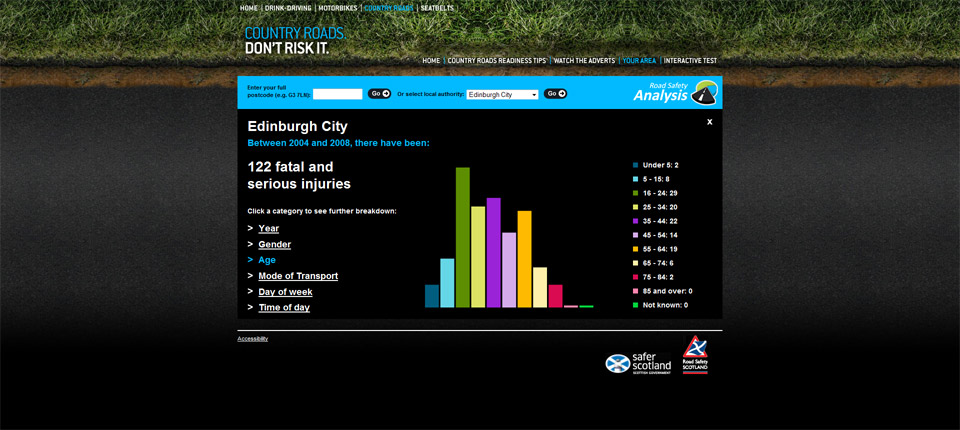 HOME | DRINK-DRIVING | MOTORBIKES | COUNTRY ROADS | SEATBELTS
COUNTRY ROADS.
DON'T RISK IT.
HOME | COUNTRY ROADS READINESS TIPS | WATCH THE ADVERTS | YOUR AREA | INTERACTIVE TEST
Enter your full
postcode (e.g. G3 7LN):
Go
Or select local authority:
Edinburgh City
Go
Road Safety
Analysis
Edinburgh City
X
Between 2004 and 2008, there have been:
122 fatal and
serious injuries
Click a category to see further breakdown:
> Year
> Gender
> Age
> Mode of Transport
> Day of week
> Time of day
Under 5: 2
5 - 15: 8
16 - 24: 29
25 - 34: 20
35 - 44: 22
45 - 54: 14
55 - 64: 19
65 - 74: 6
75 - 84: 2
85 and over: 0
Not known: 0
Accessibility
safer
scotland
SCOTTISH GOVERNMENT
Road Safety
SCOTLAND